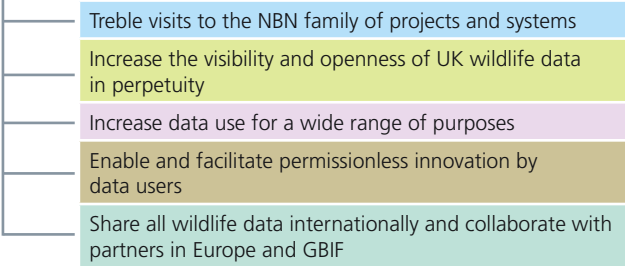 Treble visits to the NBN family of projects and systems
Increase the visibility and openness of UK wildlife data
in perpetuity
Increase data use for a wide range of purposes
Enable and facilitate permissionless innovation by
data users
Share all wildlife data internationally and collaborate with
partners in Europe and GBIF